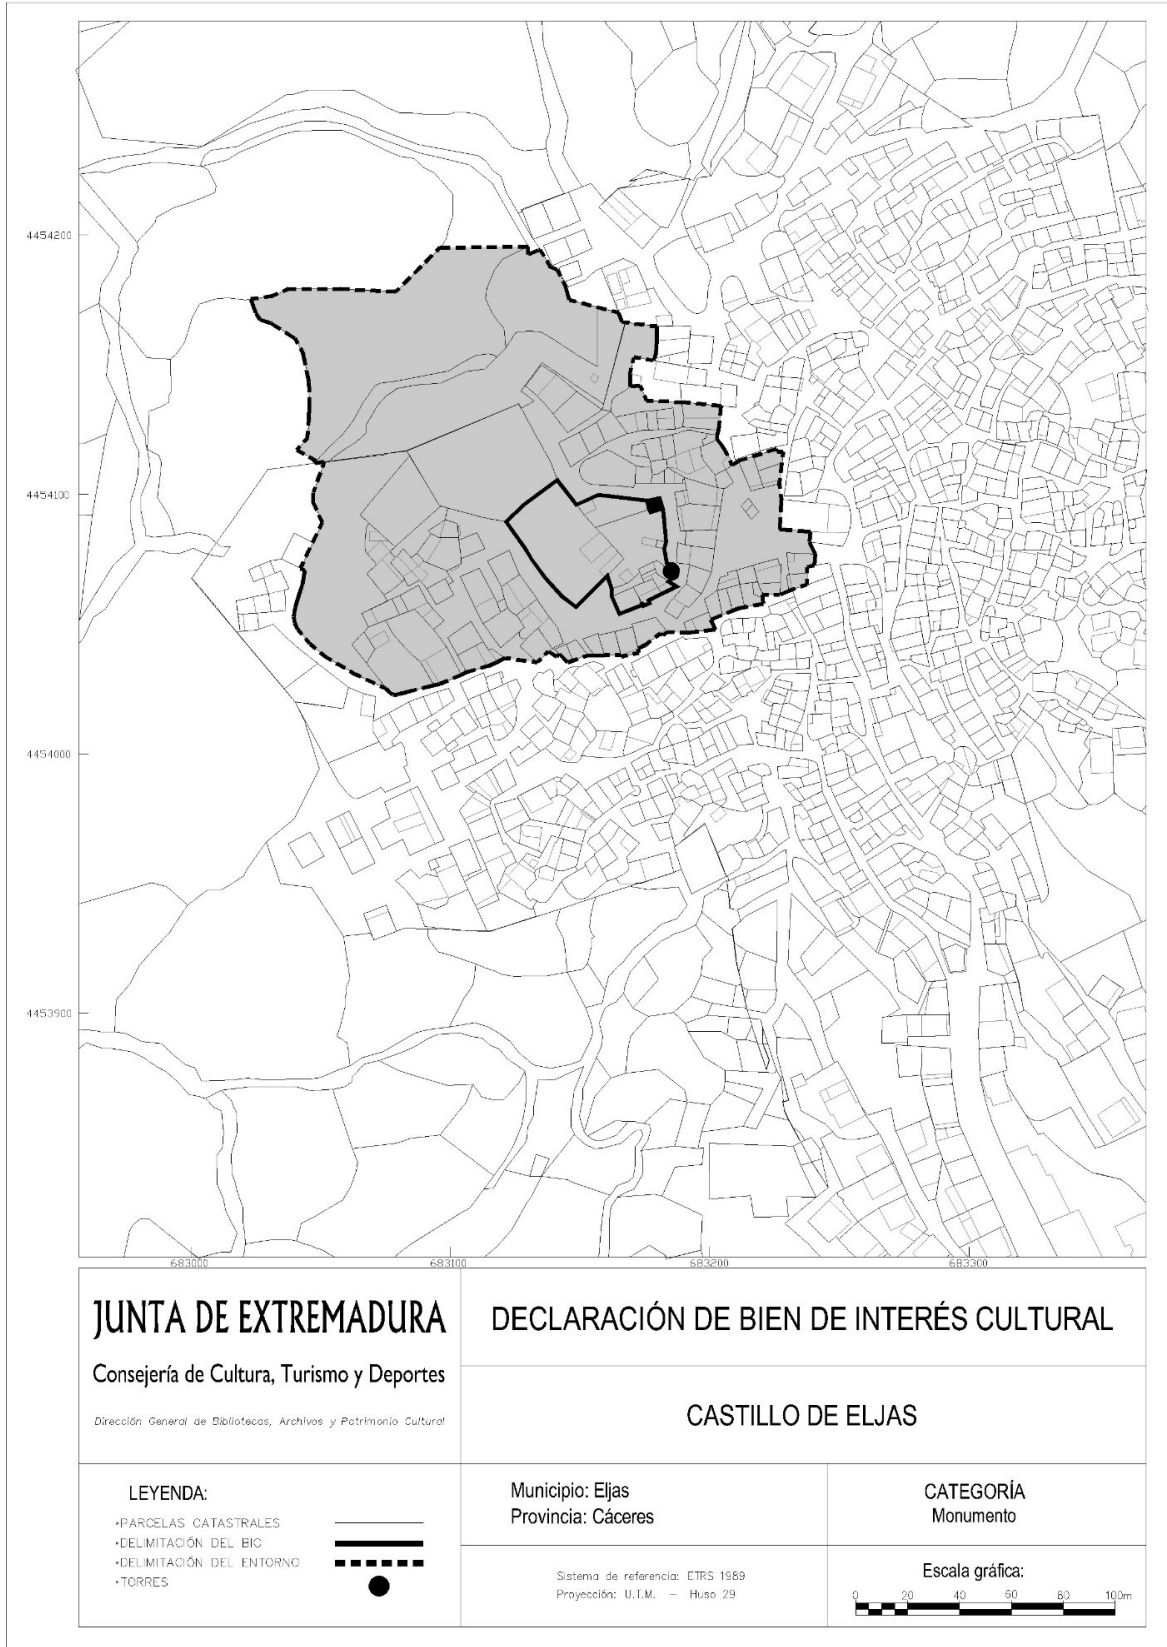 4454200
4454100
4454000
4453900
683000
683100
683200
683300
JUNTA DE EXTREMADURA
Consejería de Cultura, Turismo y Deportes
Dirección General de Bibliotecas, Archivos y Patrimonio Cultural
DECLARACIÓN DE BIEN DE INTERÉS CULTURAL
CASTILLO DE ELJAS
LEYENDA:
•PARCELAS CATASTRALES
•DELIMITACIÓN DEL BIC
•DELIMITACIÓN DEL ENTORNO
•TORRES
Municipio: Eljas
Provincia: Cáceres
CATEGORÍA
Monumento
Sistema de referencia: ETRS 1989
Proyección: U.T.M. – Huso 29
Escala gráfica:
0 20 40 60 80 100m